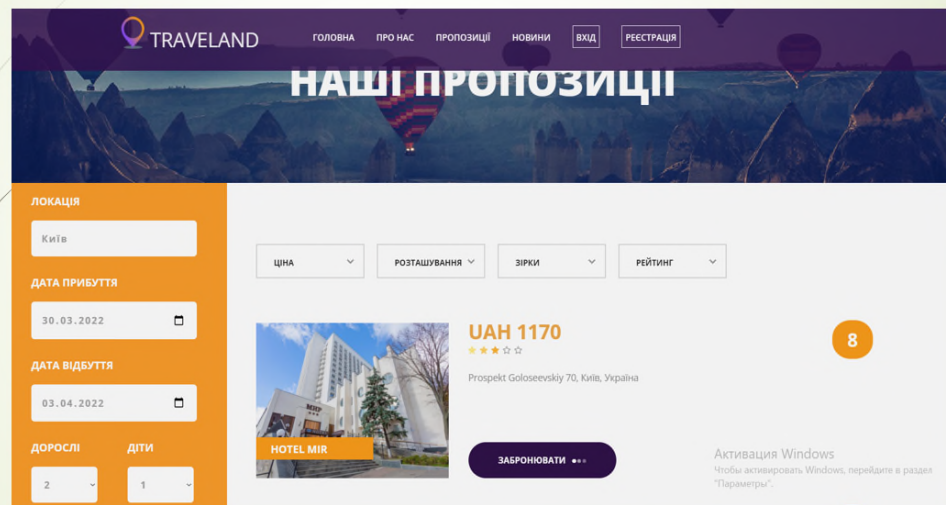 TRAVELAND
ГОЛОВНА ПРО НАС ПРОПОЗИЦІЇ НОВИНИ ВХІД РЕЄСТРАЦІЯ
НАШІ ПРОПОЗИЦІЇ
ЛОКАЦІЯ
Київ
ДАТА ПРИБУТТЯ
30.03.2022
ДАТА ВІДБУТТЯ
03.04.2022
ДОРОСЛІ ДІТИ
2 1
ЦІНА РОЗТАШУВАННЯ ЗІРКИ РЕЙТИНГ
UAH 1170
8
Prospekt Goloseevskiy 70, Київ, Україна
МИР
HOTEL MIR
ЗАБРОНЮВАТИ
Активация Windows
Чтобы активировать Windows, перейдите в раздел
"Параметры".